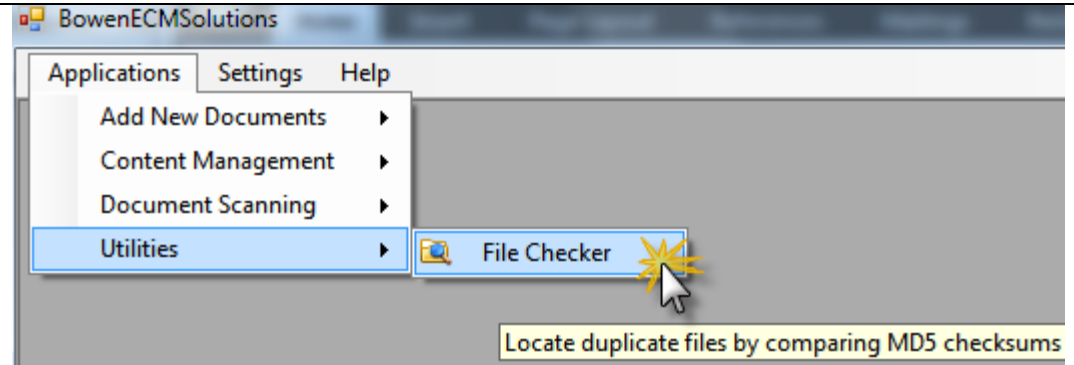 BowenECMSolutions
Applications Settings Help
Add New Documents
Content Management
Document Scanning
Utilities
File Checker
Locate duplicate files by comparing MD5 checksums